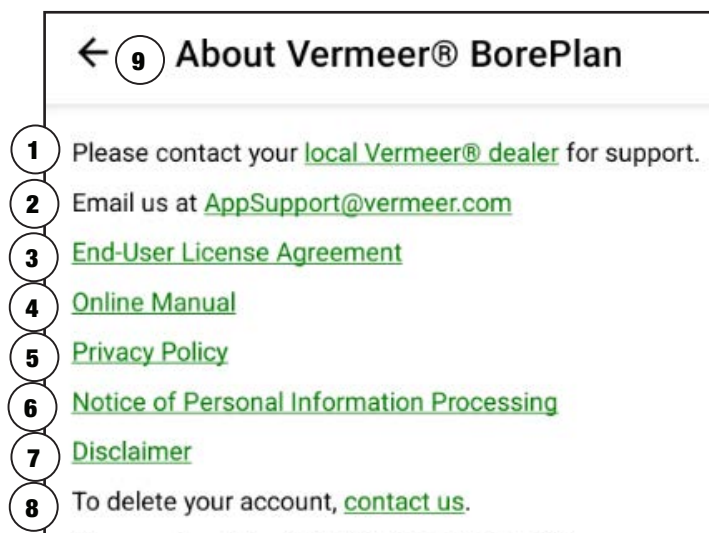 ← 9 About Vermeer® BorePlan
1 Please contact your local Vermeer® dealer for support.
2 Email us at AppSupport@vermeer.com
3 End-User License Agreement
4 Online Manual
5 Privacy Policy
6 Notice of Personal Information Processing
7 Disclaimer
8 To delete your account, contact us.